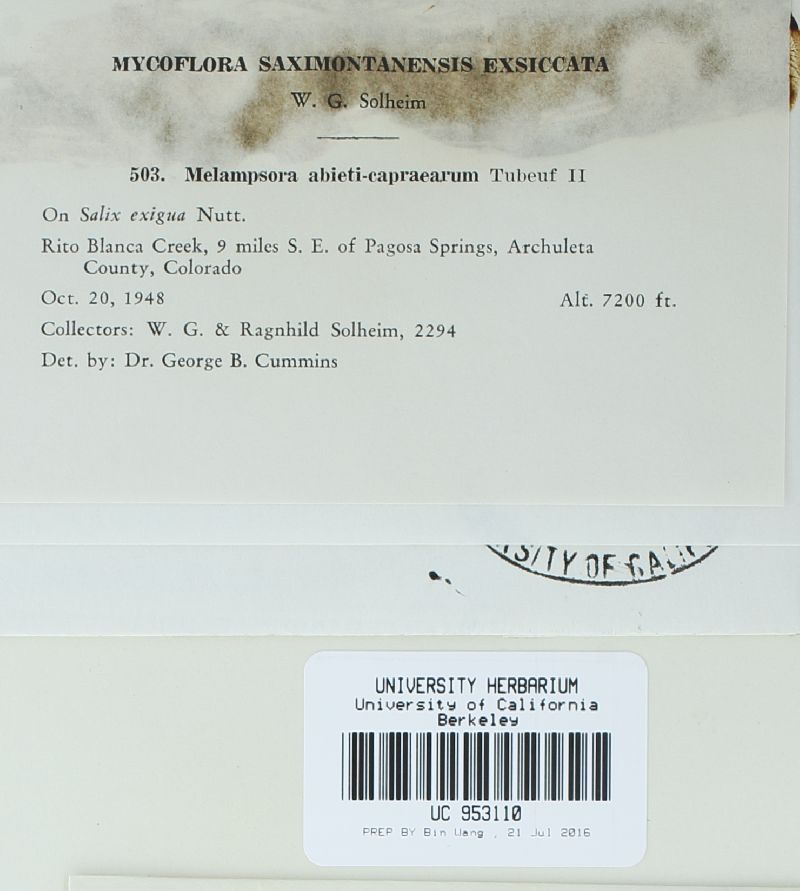 MYCOFLORA SAXIMONTANENSIS EXSICCATA
W. G. Solheim
503. Melampsora abieti-capraearum Tubeuf II
On Salix exigua Nutt.
Rito Blanca Creek, 9 miles S. E. of Pagosa Springs, Archuleta
County, Colorado
Oct. 20, 1948 Alt. 7200 ft.
Collectors: W. G. & Ragnhild Solheim, 2294
Det. by: Dr. George B. Cummins
OF
UNIVERSITY HERBARIUM
University of California
Berkeley
UC 953110
PREP BY Bin Wang , 21 Jul 2016